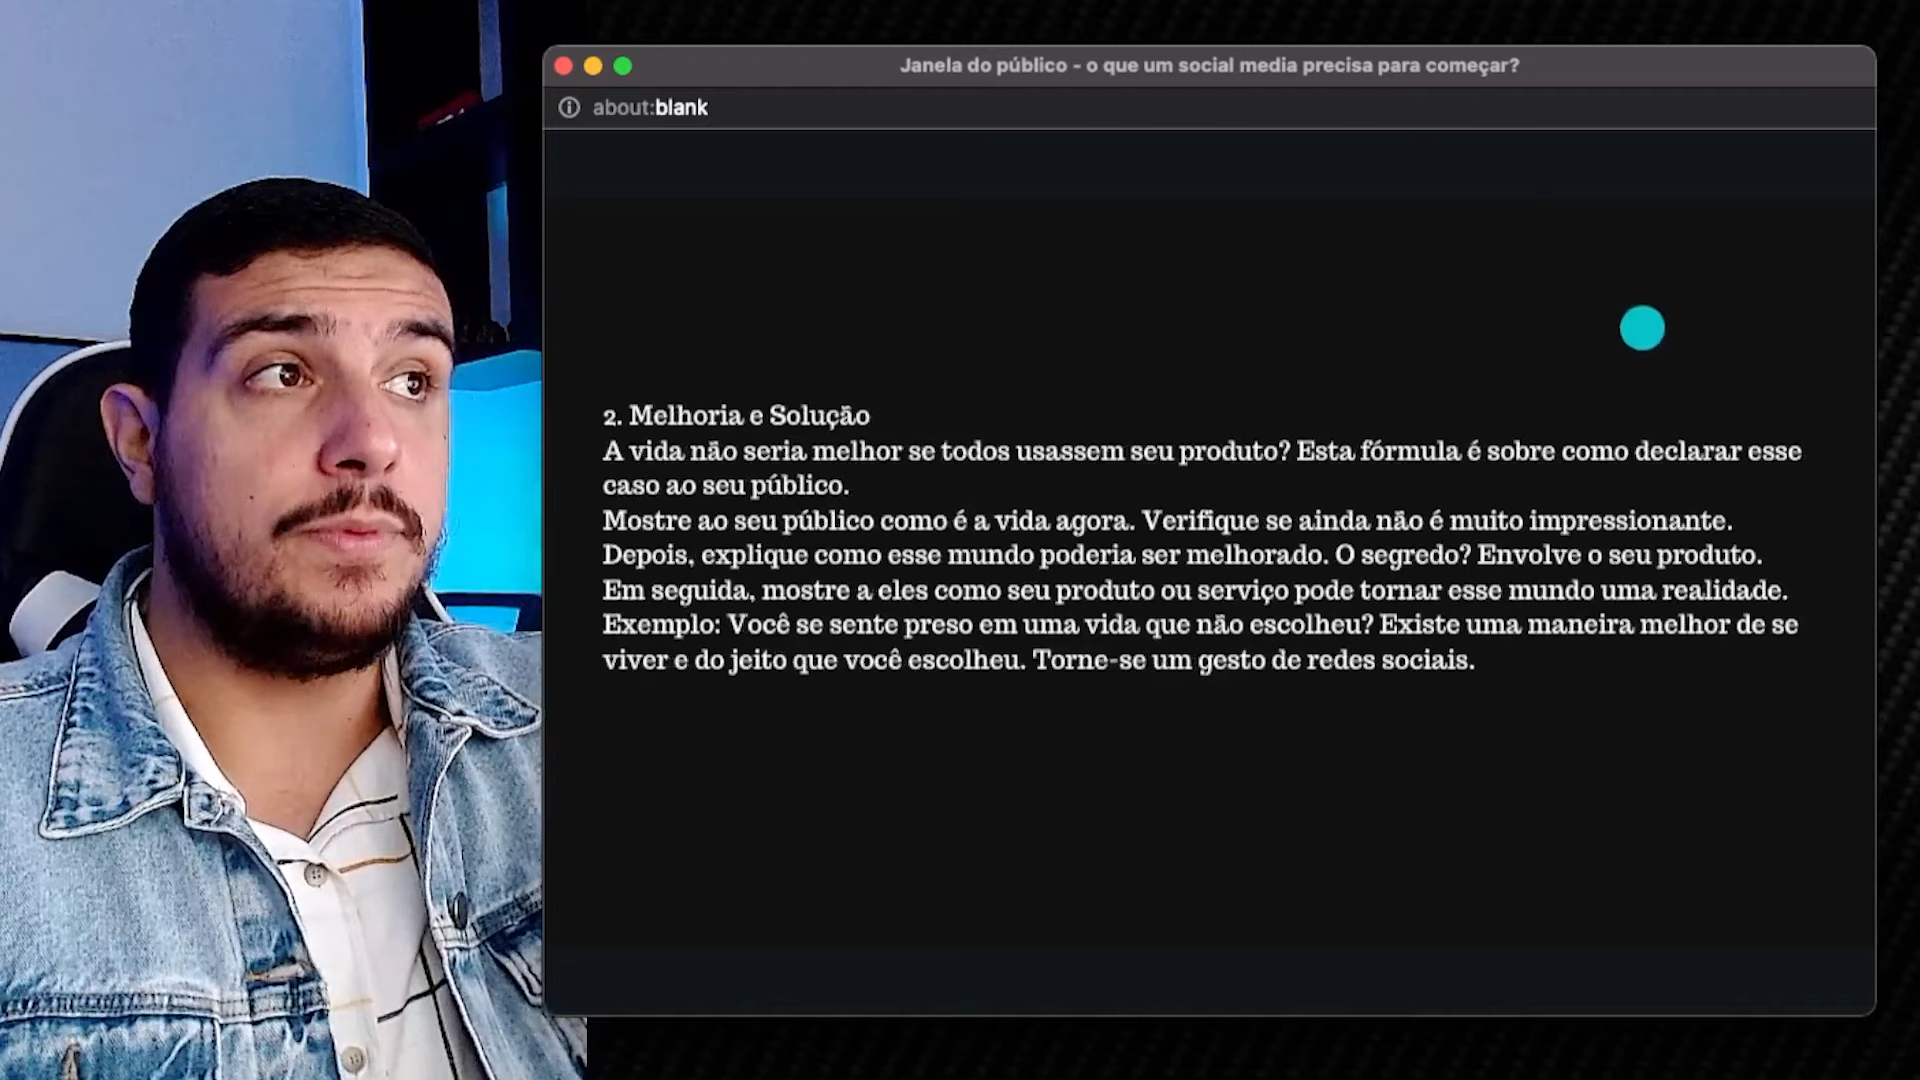 Janela do público - o que um social media precisa para começar?
about:blank
2. Melhoria e Solução
A vida não seria melhor se todos usassem seu produto? Esta fórmula é sobre como declarar esse
caso ao seu público.
Mostre ao seu público como é a vida agora. Verifique se ainda não é muito impressionante.
Depois, explique como esse mundo poderia ser melhorado. O segredo? Envolve o seu produto.
Em seguida, mostre a eles como seu produto ou serviço pode tornar esse mundo uma realidade.
Exemplo: Você se sente preso em uma vida que não escolheu? Existe uma maneira melhor de se
viver e do jeito que você escolheu. Torne-se um gesto de redes sociais.